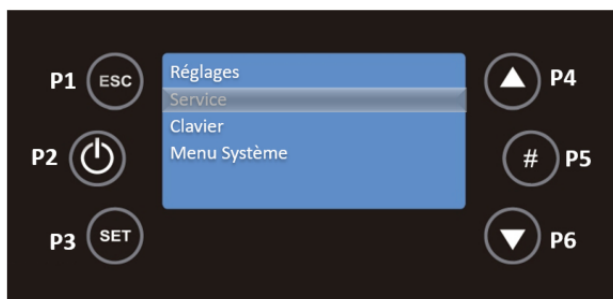 P1 ESC
Réglages
P4
Service
Clavier
Menu Système
P2
# P5
P3 SET
P6